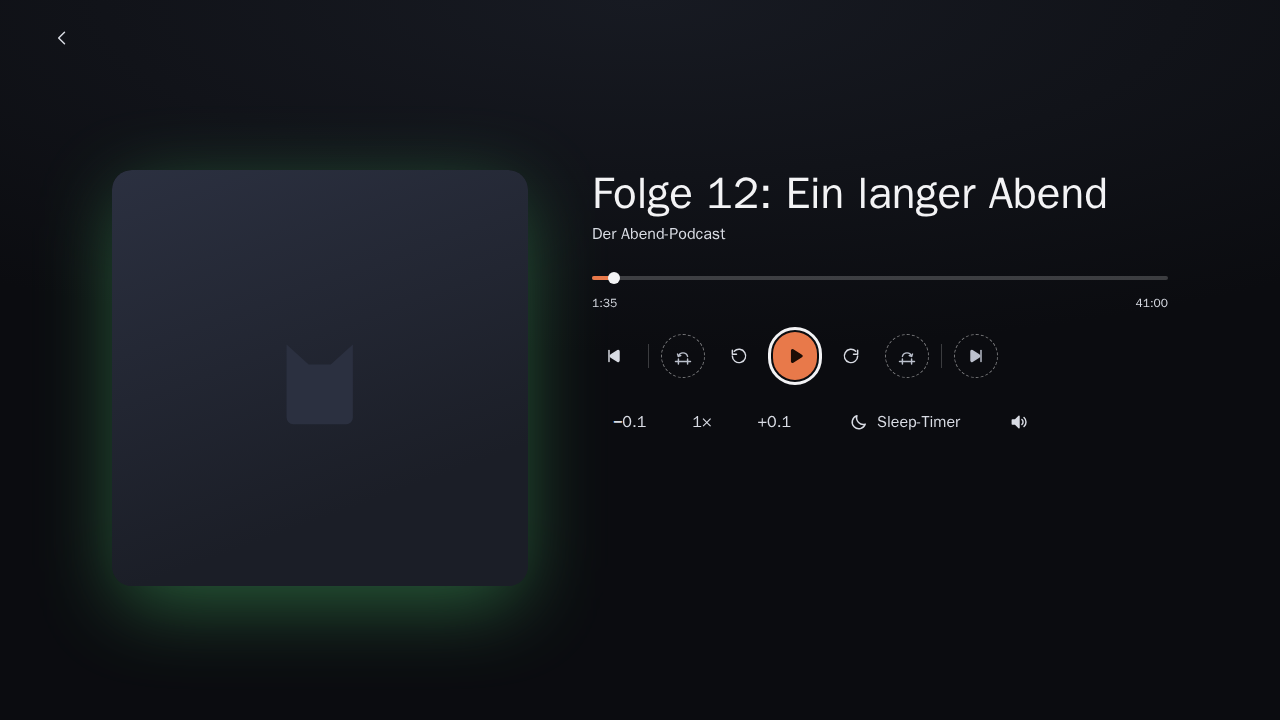 Folge 12: Ein langer Abend
Der Abend-Podcast
1:35 41:00
−0.1 1× +0.1 Sleep-Timer